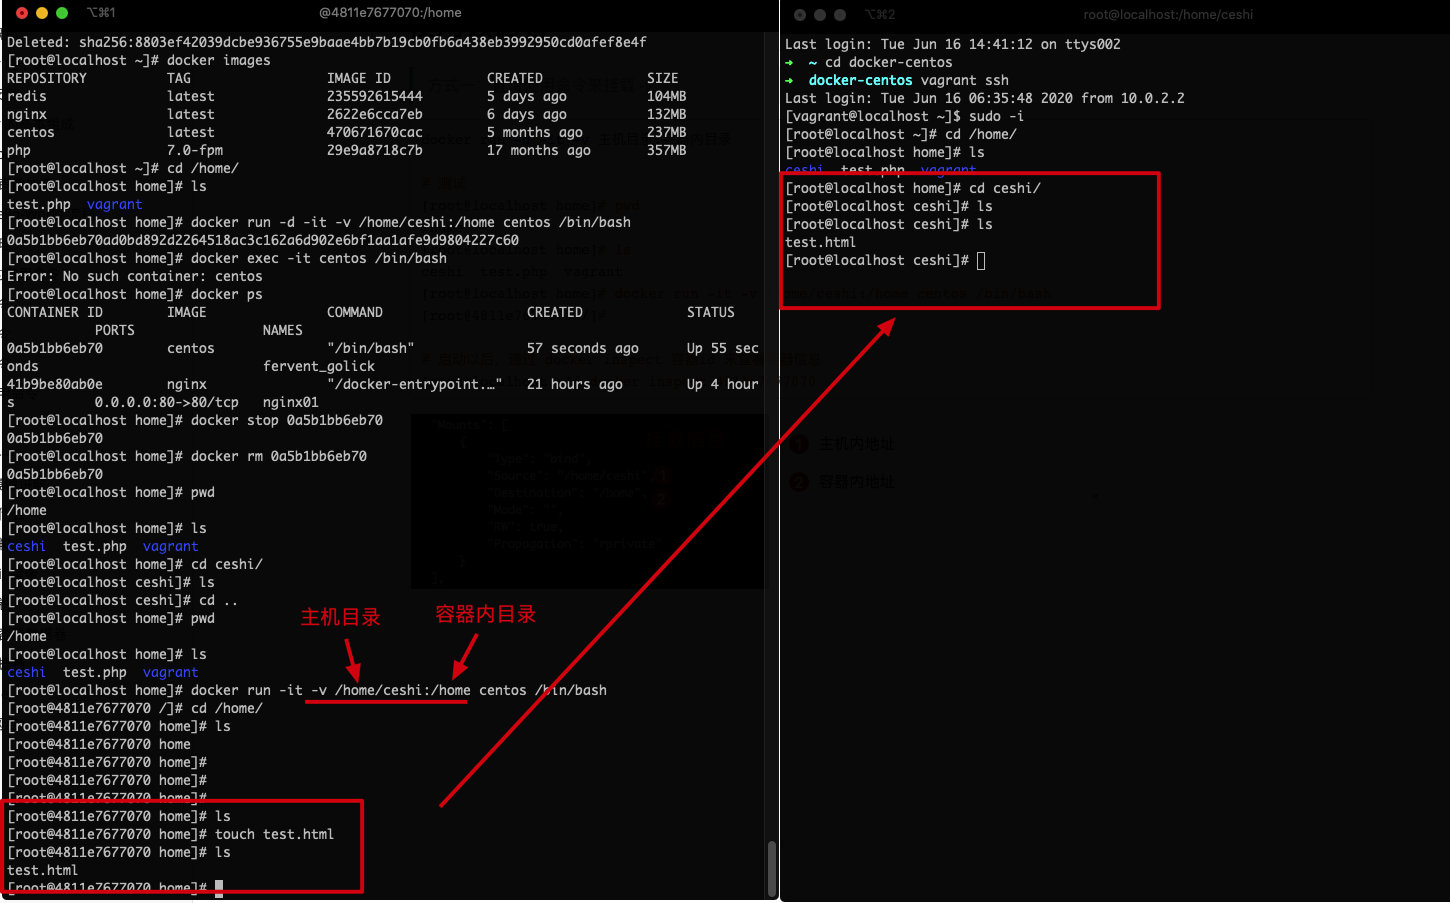 ⌥⌘1
@4811e7677070:/home
Deleted: sha256:8803ef42039dcbe936755e9baae4bb7b19cb0fb6a438eb3992950cd0afef8e4f
[root@localhost ~]# docker images
REPOSITORY TAG IMAGE ID CREATED SIZE
redis latest 235592615444 5 days ago 104MB
nginx latest 2622e6cca7eb 6 days ago 132MB
centos latest 470671670cac 5 months ago 237MB
php 7.0-fpm 29e9a8718c7b 17 months ago 357MB
[root@localhost ~]# cd /home/
[root@localhost home]# ls
test.php vagrant
[root@localhost home]# docker run -d -it -v /home/ceshi:/home centos /bin/bash
0a5b1bb6eb70ad0bd892d2264518ac3c162a6d902e6bf1aa1afe9d9804227c60
[root@localhost home]# docker exec -it centos /bin/bash
Error: No such container: centos
[root@localhost home]# docker ps
CONTAINER ID IMAGE COMMAND CREATED STATUS
PORTS NAMES
0a5b1bb6eb70 centos "/bin/bash" 57 seconds ago Up 55 sec
onds fervent_golick
41b9be80ab0e nginx "/docker-entrypoint.…" 21 hours ago Up 4 hour
s 0.0.0.0:80->80/tcp nginx01
[root@localhost home]# docker stop 0a5b1bb6eb70
0a5b1bb6eb70
[root@localhost home]# docker rm 0a5b1bb6eb70
0a5b1bb6eb70
[root@localhost home]# pwd
/home
[root@localhost home]# ls
ceshi test.php vagrant
[root@localhost home]# cd ceshi/
[root@localhost ceshi]# ls
[root@localhost ceshi]# cd ..
[root@localhost home]# pwd
/home
[root@localhost home]# ls
ceshi test.php vagrant
主机目录 容器内目录
[root@localhost home]# docker run -it -v /home/ceshi:/home centos /bin/bash
[root@4811e7677070 /]# cd /home/
[root@4811e7677070 home]# ls
[root@4811e7677070 home
[root@4811e7677070 home]#
[root@4811e7677070 home]#
[root@4811e7677070 home]#
[root@4811e7677070 home]# ls
[root@4811e7677070 home]# touch test.html
[root@4811e7677070 home]# ls
test.html
[root@4811e7677070 home]#
⌥⌘2
root@localhost:/home/ceshi
Last login: Tue Jun 16 14:41:12 on ttys002
➜ ~ cd docker-centos
➜ docker-centos vagrant ssh
Last login: Tue Jun 16 06:35:48 2020 from 10.0.2.2
[vagrant@localhost ~]$ sudo -i
[root@localhost ~]# cd /home/
[root@localhost home]# ls
ceshi test.php vagrant
[root@localhost home]# cd ceshi/
[root@localhost ceshi]# ls
[root@localhost ceshi]# ls
test.html
[root@localhost ceshi]#
1 主机内地址
2 容器内地址